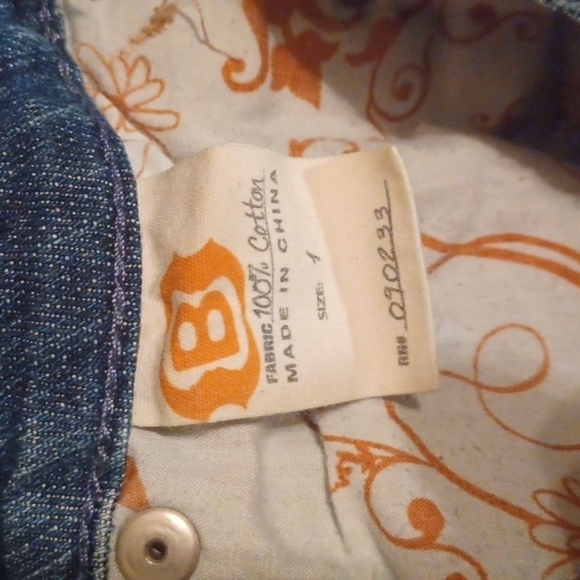 B
FABRIC 100% Cotton
MADE IN CHINA
SIZE: 1
RN# 090233